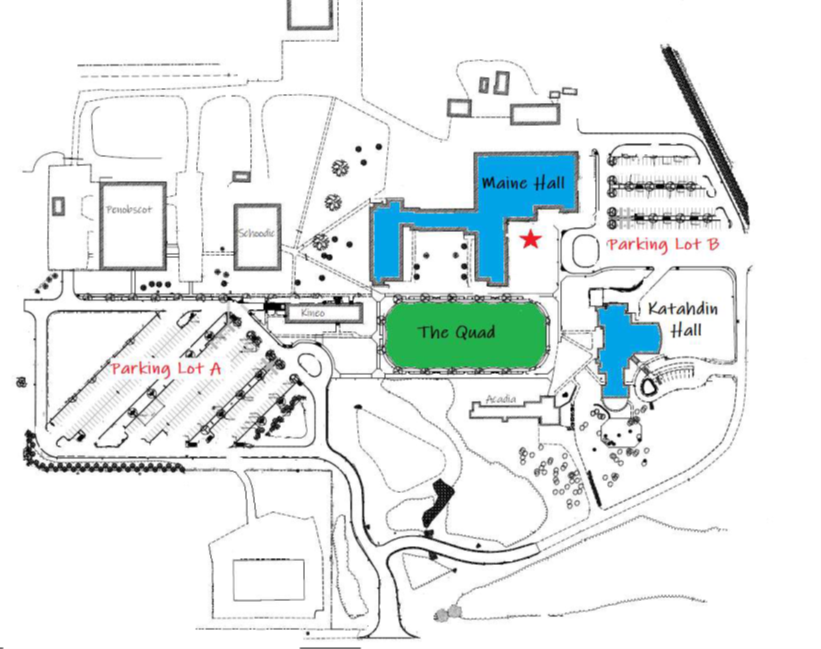 Maine Hall
Penobscot
Schoodic
Parking Lot B
Kineo
The Quad
Katahdin
Hall
Parking Lot A
Acadia